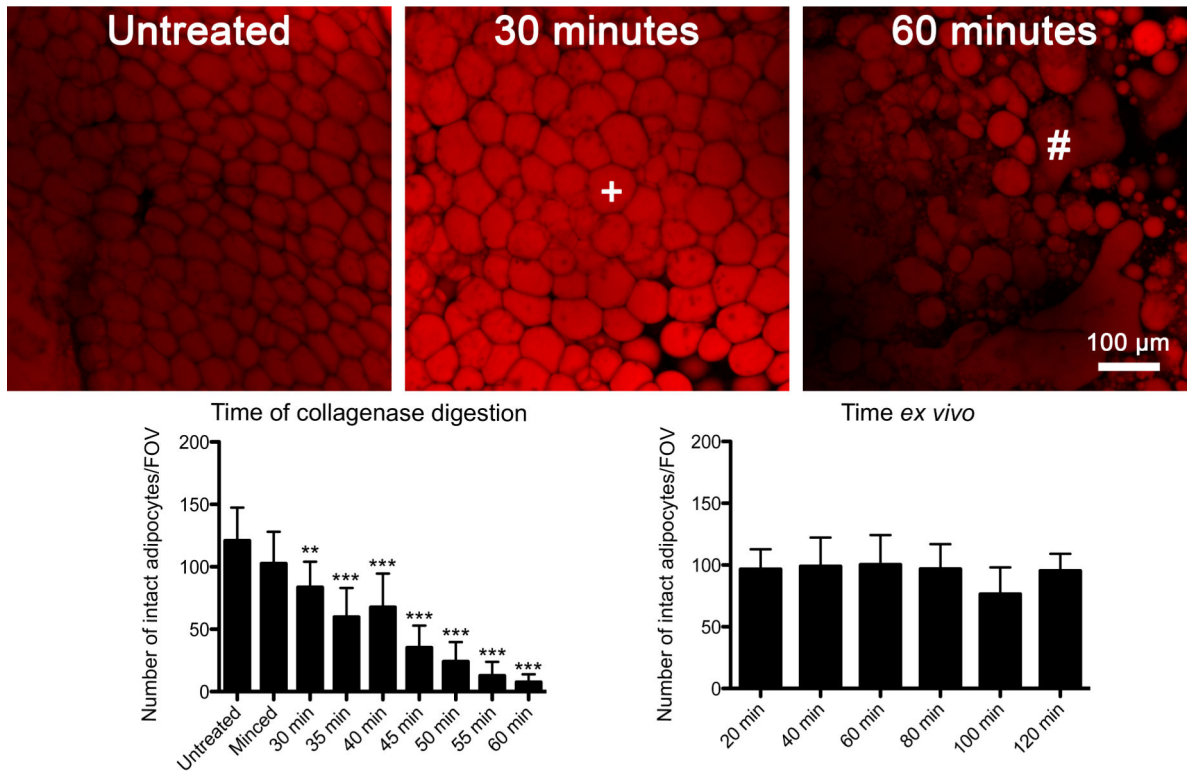 Untreated
30 minutes
60 minutes
+
#
100 µm
Time of collagenase digestion
Number of intact adipocytes/FOV
200
150
100
50
0
**
***
***
***
***
***
***
Untreated
Minced
30 min
35 min
40 min
45 min
50 min
55 min
60 min
Time ex vivo
Number of intact adipocytes/FOV
200
150
100
50
0
20 min
40 min
60 min
80 min
100 min
120 min